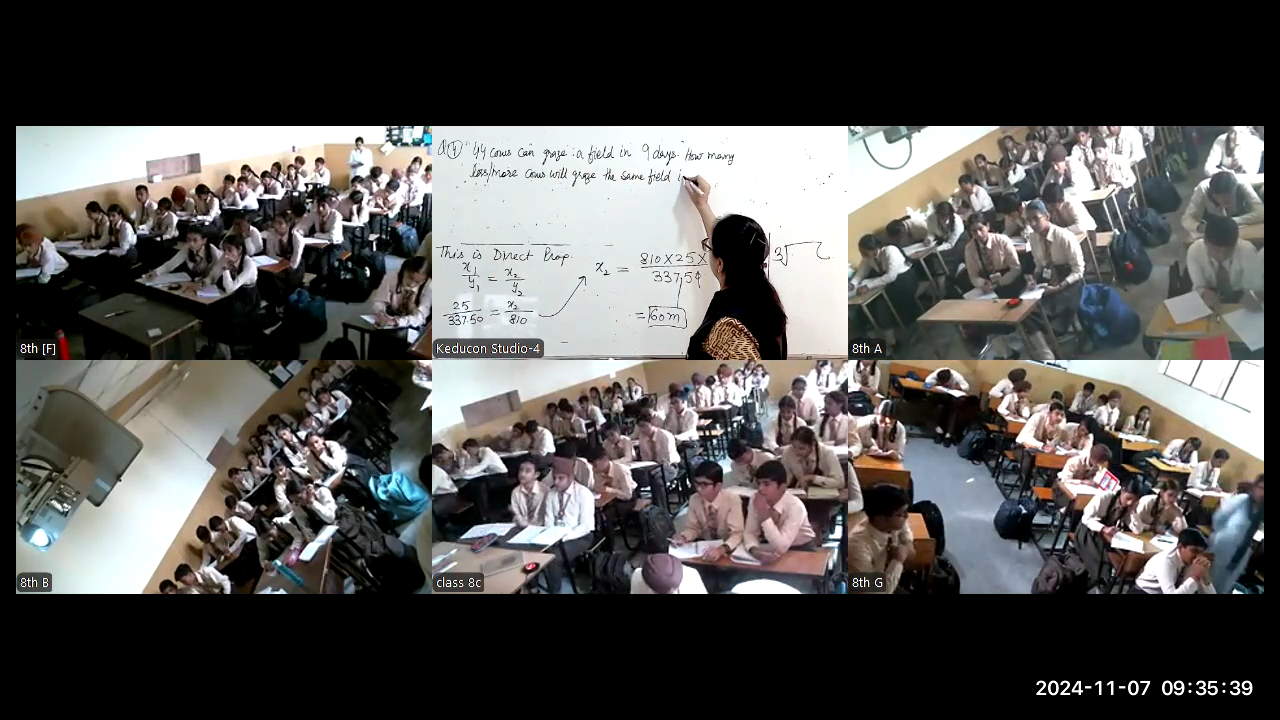 Q(4) 44 cows can graze a field in 9 days. How many
less/more cows will graze the same field i
This is Direct Prop.
x₁/y₁ = x₂/y₂
25/337.50 = x₂/810
x₂ = 810×25×
337.50
= 60m
3
8th [F]
Keducon Studio-4
8th A
8th B
class 8c
8th G
2024-11-07 09:35:39